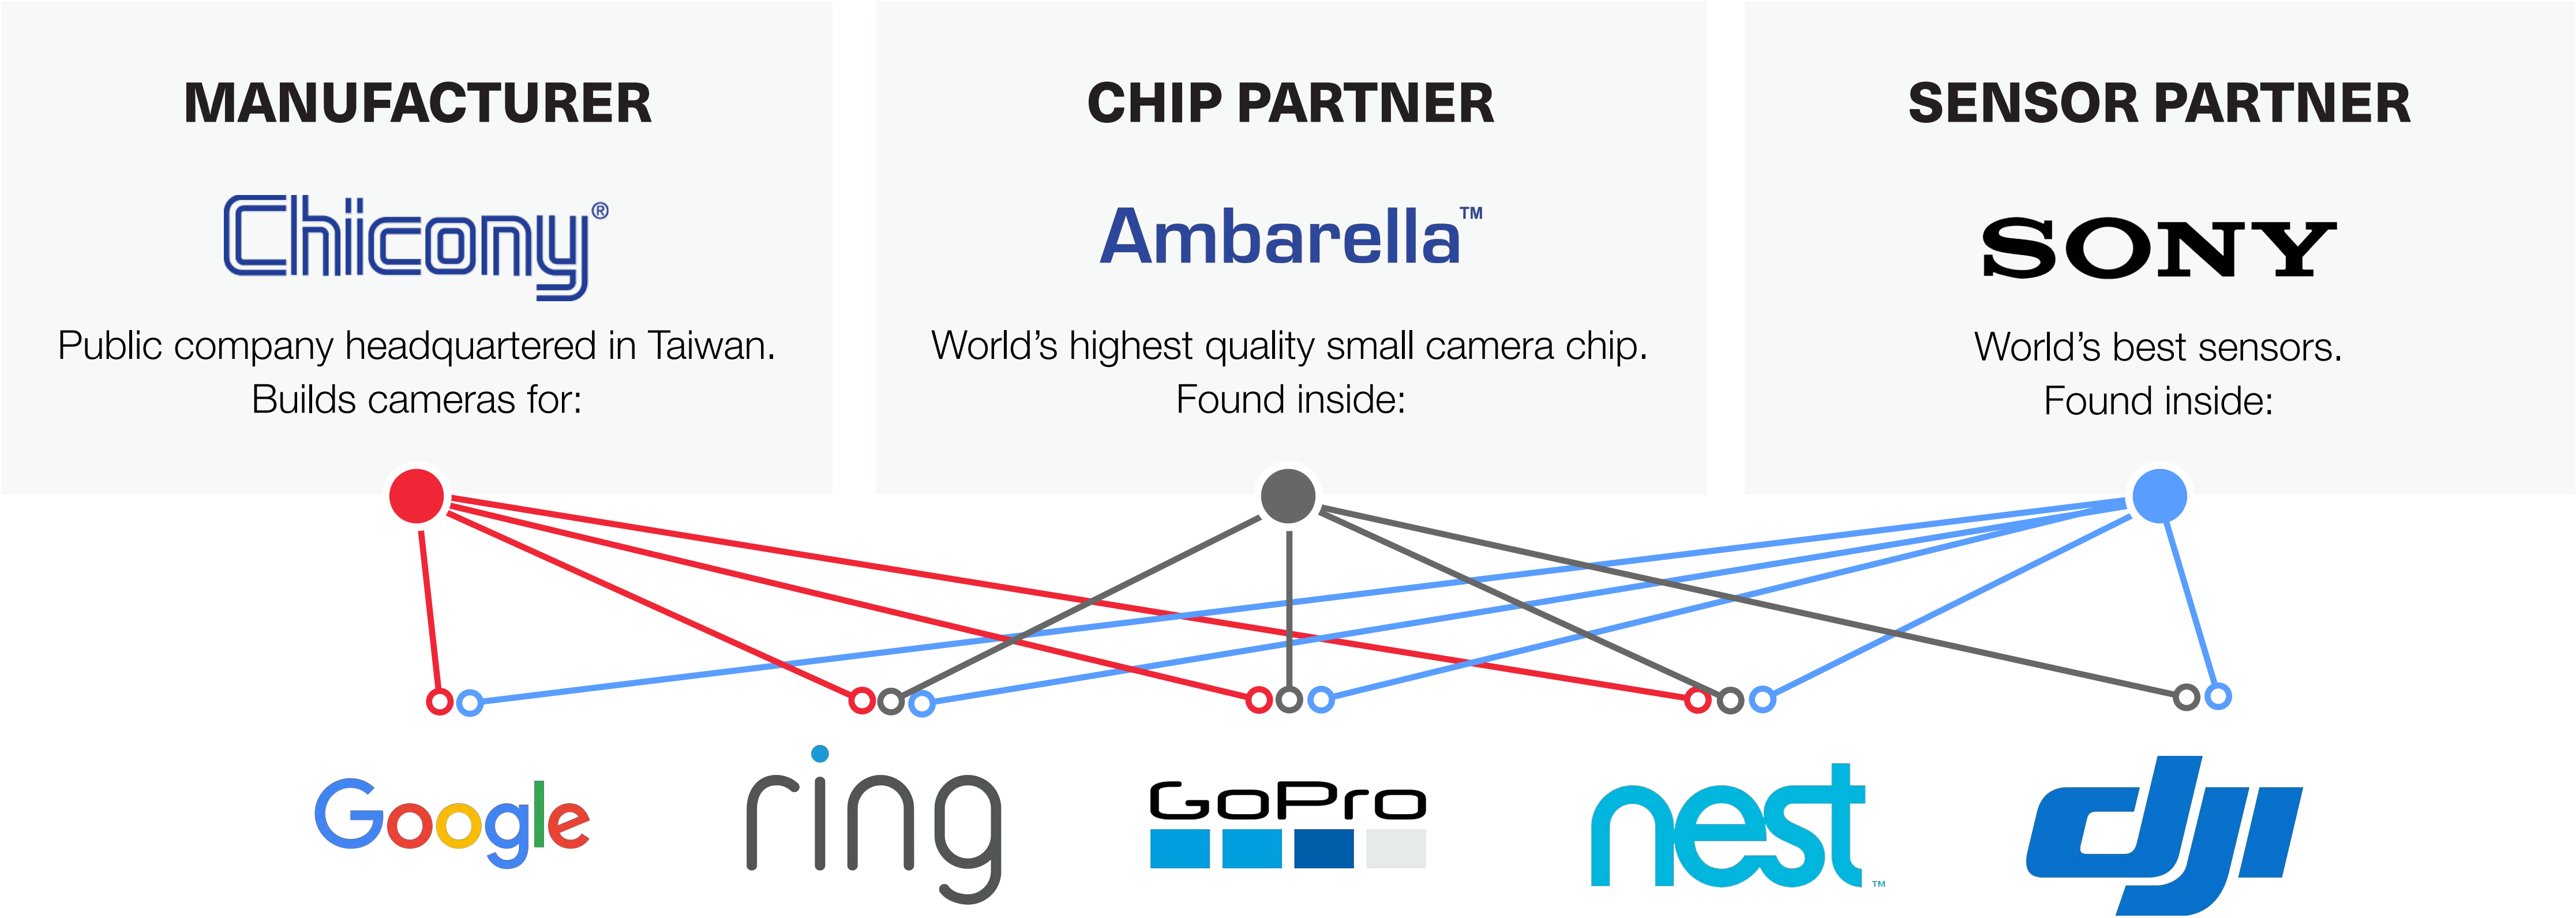 MANUFACTURER
Chicony®
Public company headquartered in Taiwan.
Builds cameras for:
CHIP PARTNER
Ambarella™
World’s highest quality small camera chip.
Found inside:
SENSOR PARTNER
SONY
World’s best sensors.
Found inside:
Google
ring
GoPro
nest™
dji